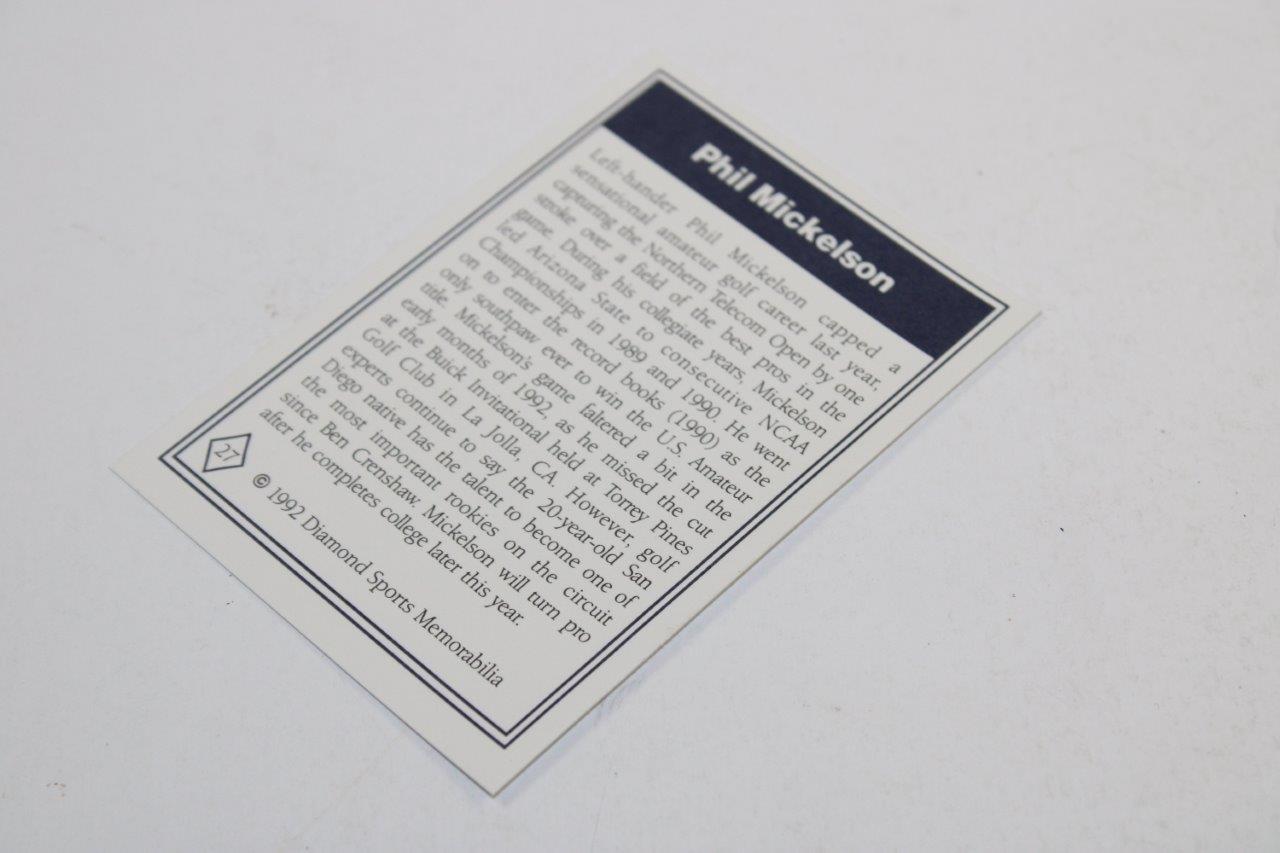 Phil Mickelson
Left-hander Phil Mickelson capped a
sensational amateur golf career last year,
capturing the Northern Telecom Open by one
stroke over a field of the best pros in the
game. During his collegiate years, Mickelson
led Arizona State to consecutive NCAA
Championships in 1989 and 1990. He went
on to enter the record books (1990) as the
only southpaw ever to win the U.S. Amateur
title. Mickelson's game faltered a bit in the
early months of 1992, as he missed the cut
at the Buick Invitational held at Torrey Pines
Golf Club in La Jolla, CA. However, golf
experts continue to say the 20-year-old San
Diego native has the talent to become one of
the most important rookies on the circuit
since Ben Crenshaw. Mickelson will turn pro
after he completes college later this year.
27
© 1992 Diamond Sports Memorabilia